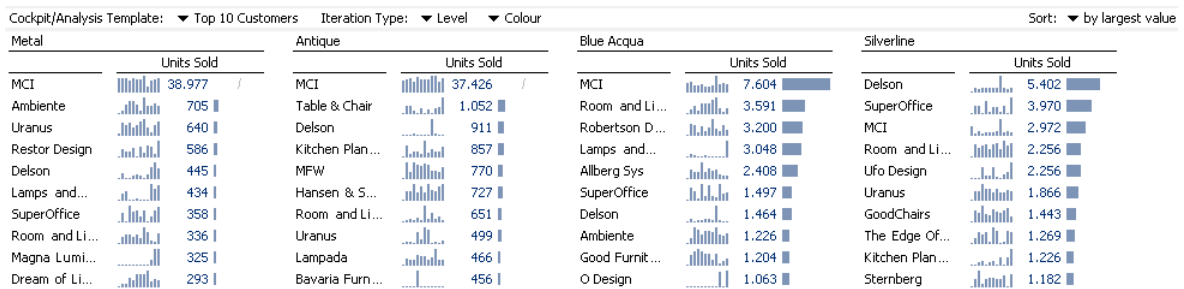 Cockpit/Analysis Template: Top 10 Customers Iteration Type: Level Colour Sort: by largest value
Metal Antique Blue Acqua Silverline
Units Sold Units Sold Units Sold Units Sold
MCI 38.977 MCI 37.426 MCI 7.604 Delson 5.402
Ambiente 705 Table & Chair 1.052 Room and Li... 3.591 SuperOffice 3.970
Uranus 640 Delson 911 Robertson D... 3.200 MCI 2.972
Restor Design 586 Kitchen Plan... 857 Lamps and... 3.048 Room and Li... 2.256
Delson 445 MFW 770 Allberg Sys 2.408 Ufo Design 2.256
Lamps and... 434 Hansen & S... 727 SuperOffice 1.497 Uranus 1.866
SuperOffice 358 Room and Li... 651 Delson 1.464 GoodChairs 1.443
Room and Li... 336 Uranus 499 Ambiente 1.226 The Edge Of... 1.269
Magna Lumi... 325 Lampada 466 Good Furnit... 1.204 Kitchen Plan... 1.226
Dream of Li... 293 Bavaria Furn... 456 O Design 1.063 Sternberg 1.182